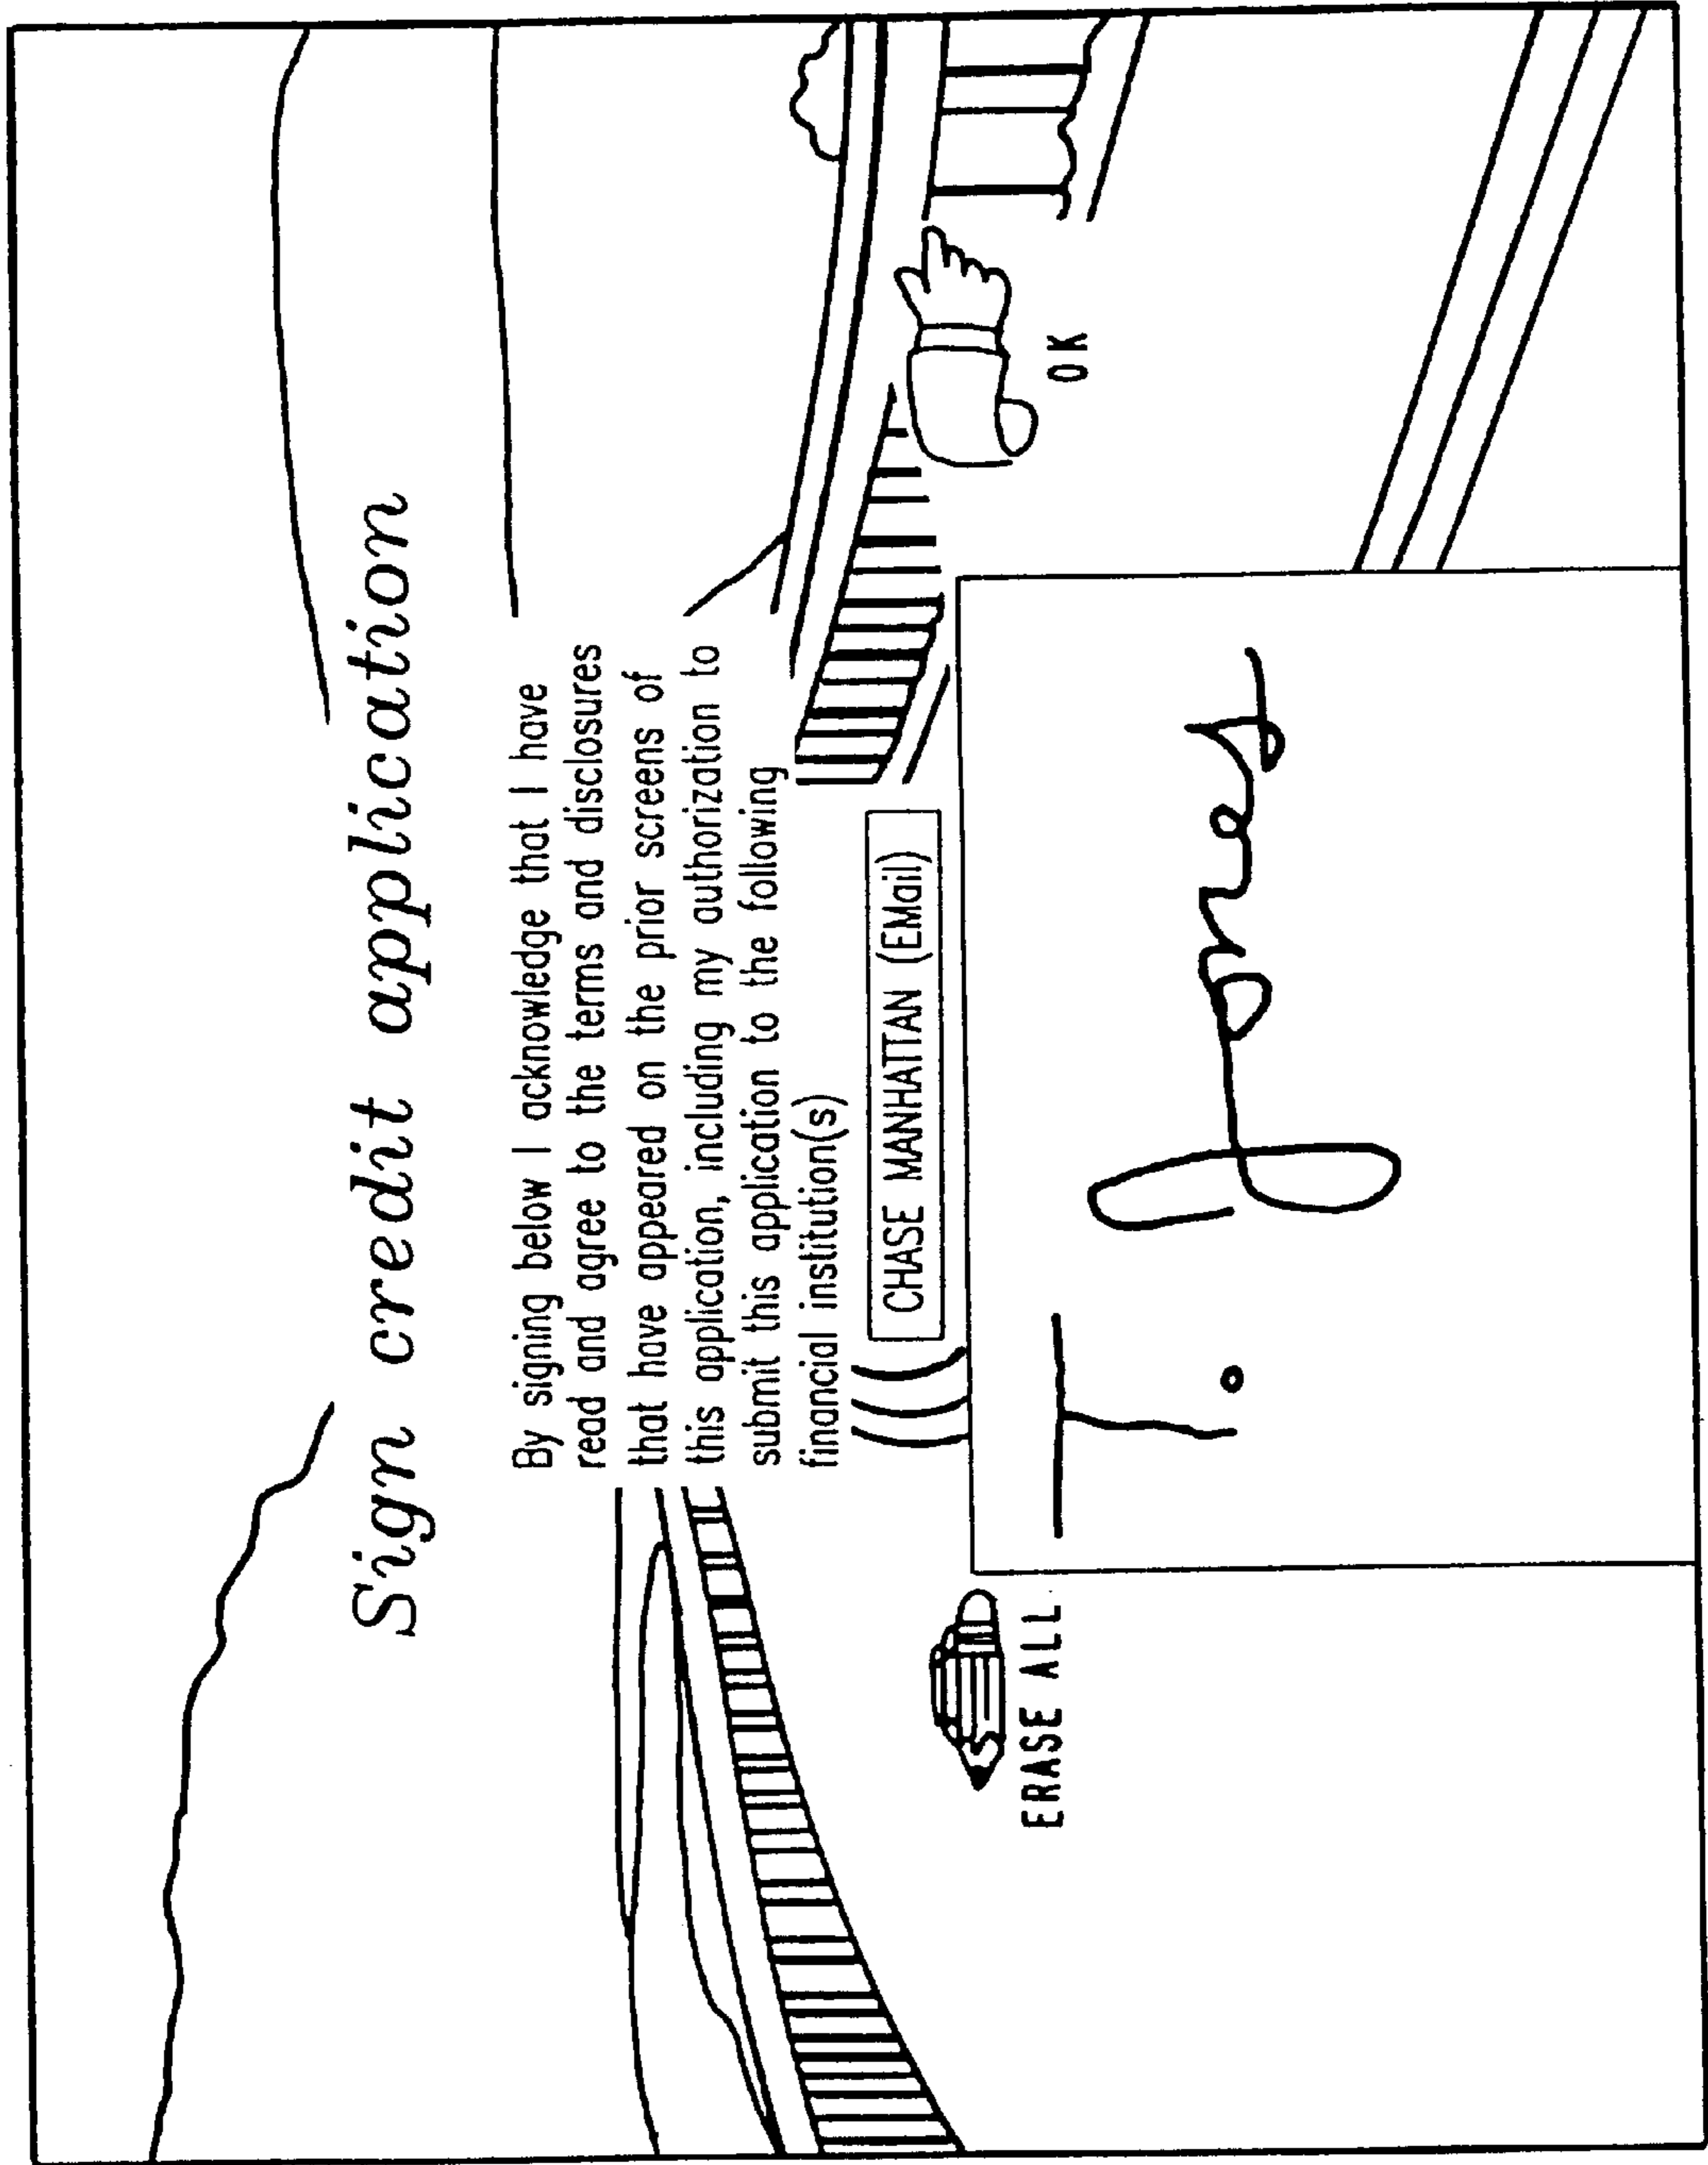 Sign credit application
By signing below I acknowledge that I have
read and agree to the terms and disclosures
that have appeared on the prior screens of
this application, including my authorization to
submit this application to the following
financial institution(s)
CHASE MANHATTAN (EMail)
ERASE ALL
OK
T. Jones